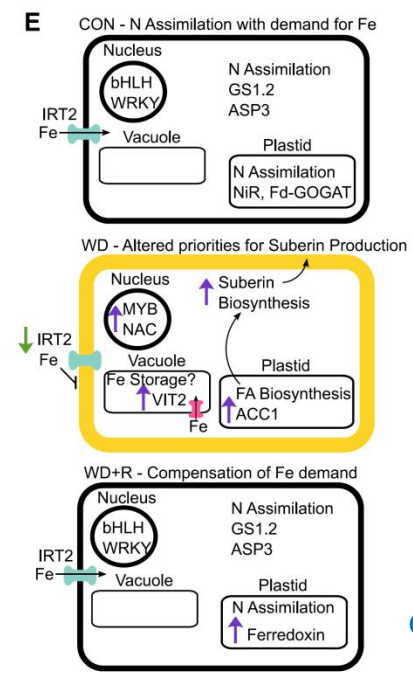 E
CON - N Assimilation with demand for Fe
Nucleus
bHLH
WRKY
N Assimilation
GS1.2
ASP3
IRT2
Fe
Vacuole
Plastid
N Assimilation
NiR, Fd-GOGAT
WD - Altered priorities for Suberin Production
Nucleus
MYB
NAC
Suberin
Biosynthesis
IRT2
Fe
Vacuole
Fe Storage?
VIT2
Fe
Plastid
FA Biosynthesis
ACC1
WD+R - Compensation of Fe demand
Nucleus
bHLH
WRKY
N Assimilation
GS1.2
ASP3
IRT2
Fe
Vacuole
Plastid
N Assimilation
Ferredoxin